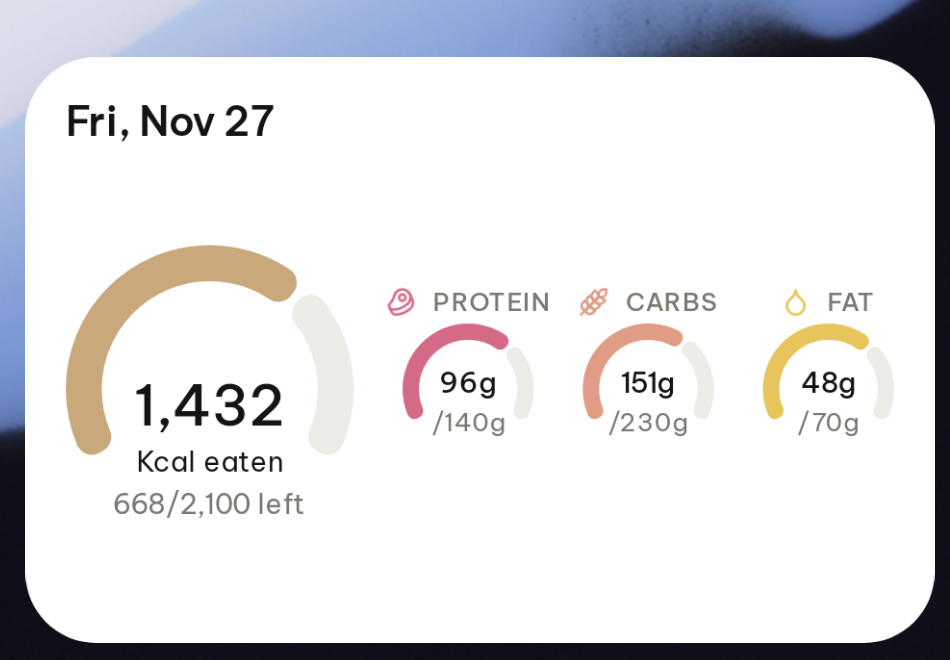 Fri, Nov 27
1,432
Kcal eaten
668/2,100 left
PROTEIN
96g
/140g
CARBS
151g
/230g
FAT
48g
/70g